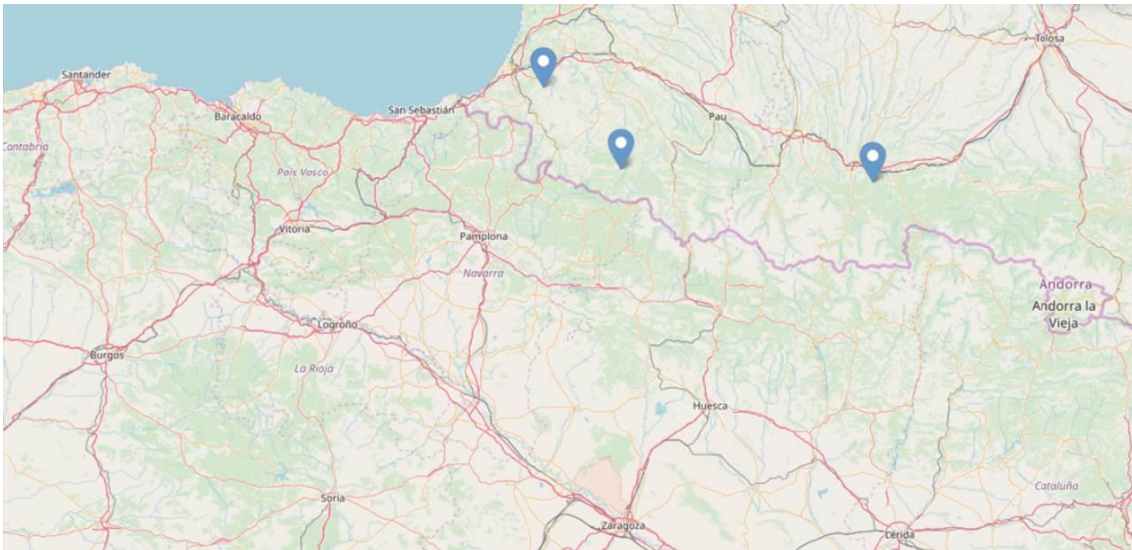 Tolosa
Santander
San Sebastián
Baracaldo
Pau
Cantabria
País Vasco
Vitoria
Pamplona
Navarra
Andorra
Andorra la
Vieja
Logroño
Burgos
La Rioja
Huesca
Cataluña
Soria
Zaragoza
Lérida